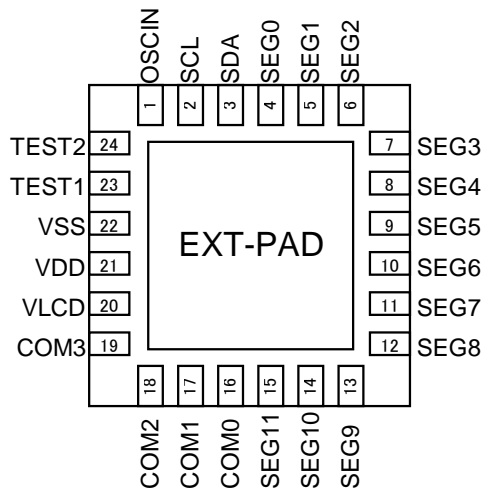 OSCIN SCL SDA SEG0 SEG1 SEG2
1 2 3 4 5 6
TEST2 24 7 SEG3
TEST1 23 8 SEG4
VSS 22 9 SEG5
EXT-PAD
VDD 21 10 SEG6
VLCD 20 11 SEG7
COM3 19 12 SEG8
18 17 16 15 14 13
COM2 COM1 COM0 SEG11 SEG10 SEG9